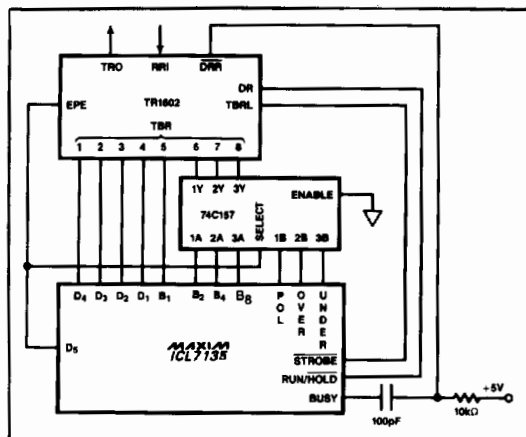 TRO RRI DRR
DR
EPE TR1602 TBRL
TBR
1 2 3 4 5 6 7 8
1Y 2Y 3Y
ENABLE
74C157
SELECT
1A 2A 3A 1B 2B 3B
D4 D3 D2 D1 B1 B2 B4 B8 POL OVER UNDER
D5
MAXIM
ICL7135
STROBE
RUN/HOLD
BUSY
+5V
100pF
10kΩ